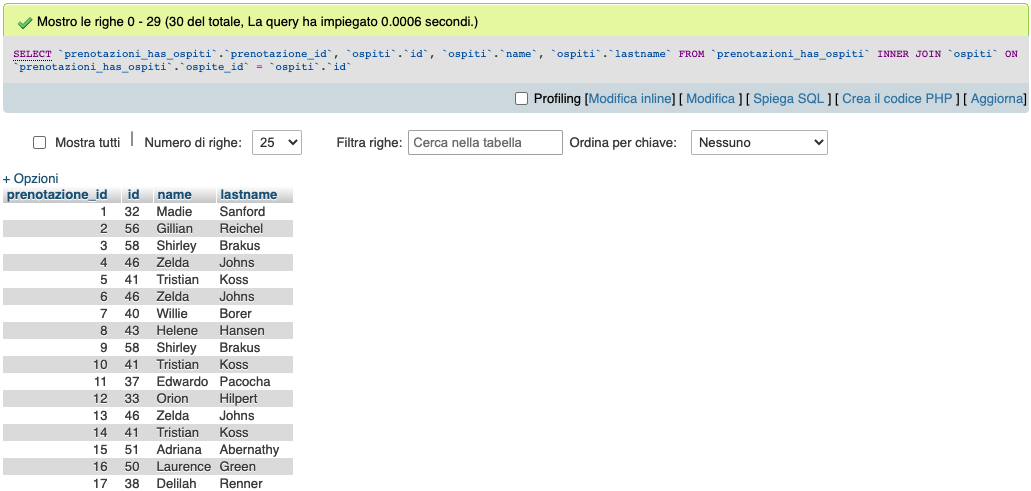 Mostro le righe 0 - 29 (30 del totale, La query ha impiegato 0.0006 secondi.)
SELECT `prenotazioni_has_ospiti`.`prenotazione_id`, `ospiti`.`id`, `ospiti`.`name`, `ospiti`.`lastname` FROM `prenotazioni_has_ospiti` INNER JOIN `ospiti` ON
`prenotazioni_has_ospiti`.`ospite_id` = `ospiti`.`id`
Profiling [Modifica inline] [ Modifica ] [ Spiega SQL ] [ Crea il codice PHP ] [ Aggiorna]
Mostra tutti | Numero di righe: 25 Filtra righe: Cerca nella tabella Ordina per chiave: Nessuno
+ Opzioni
prenotazione_id id name lastname
1 32 Madie Sanford
2 56 Gillian Reichel
3 58 Shirley Brakus
4 46 Zelda Johns
5 41 Tristian Koss
6 46 Zelda Johns
7 40 Willie Borer
8 43 Helene Hansen
9 58 Shirley Brakus
10 41 Tristian Koss
11 37 Edwardo Pacocha
12 33 Orion Hilpert
13 46 Zelda Johns
14 41 Tristian Koss
15 51 Adriana Abernathy
16 50 Laurence Green
17 38 Delilah Renner